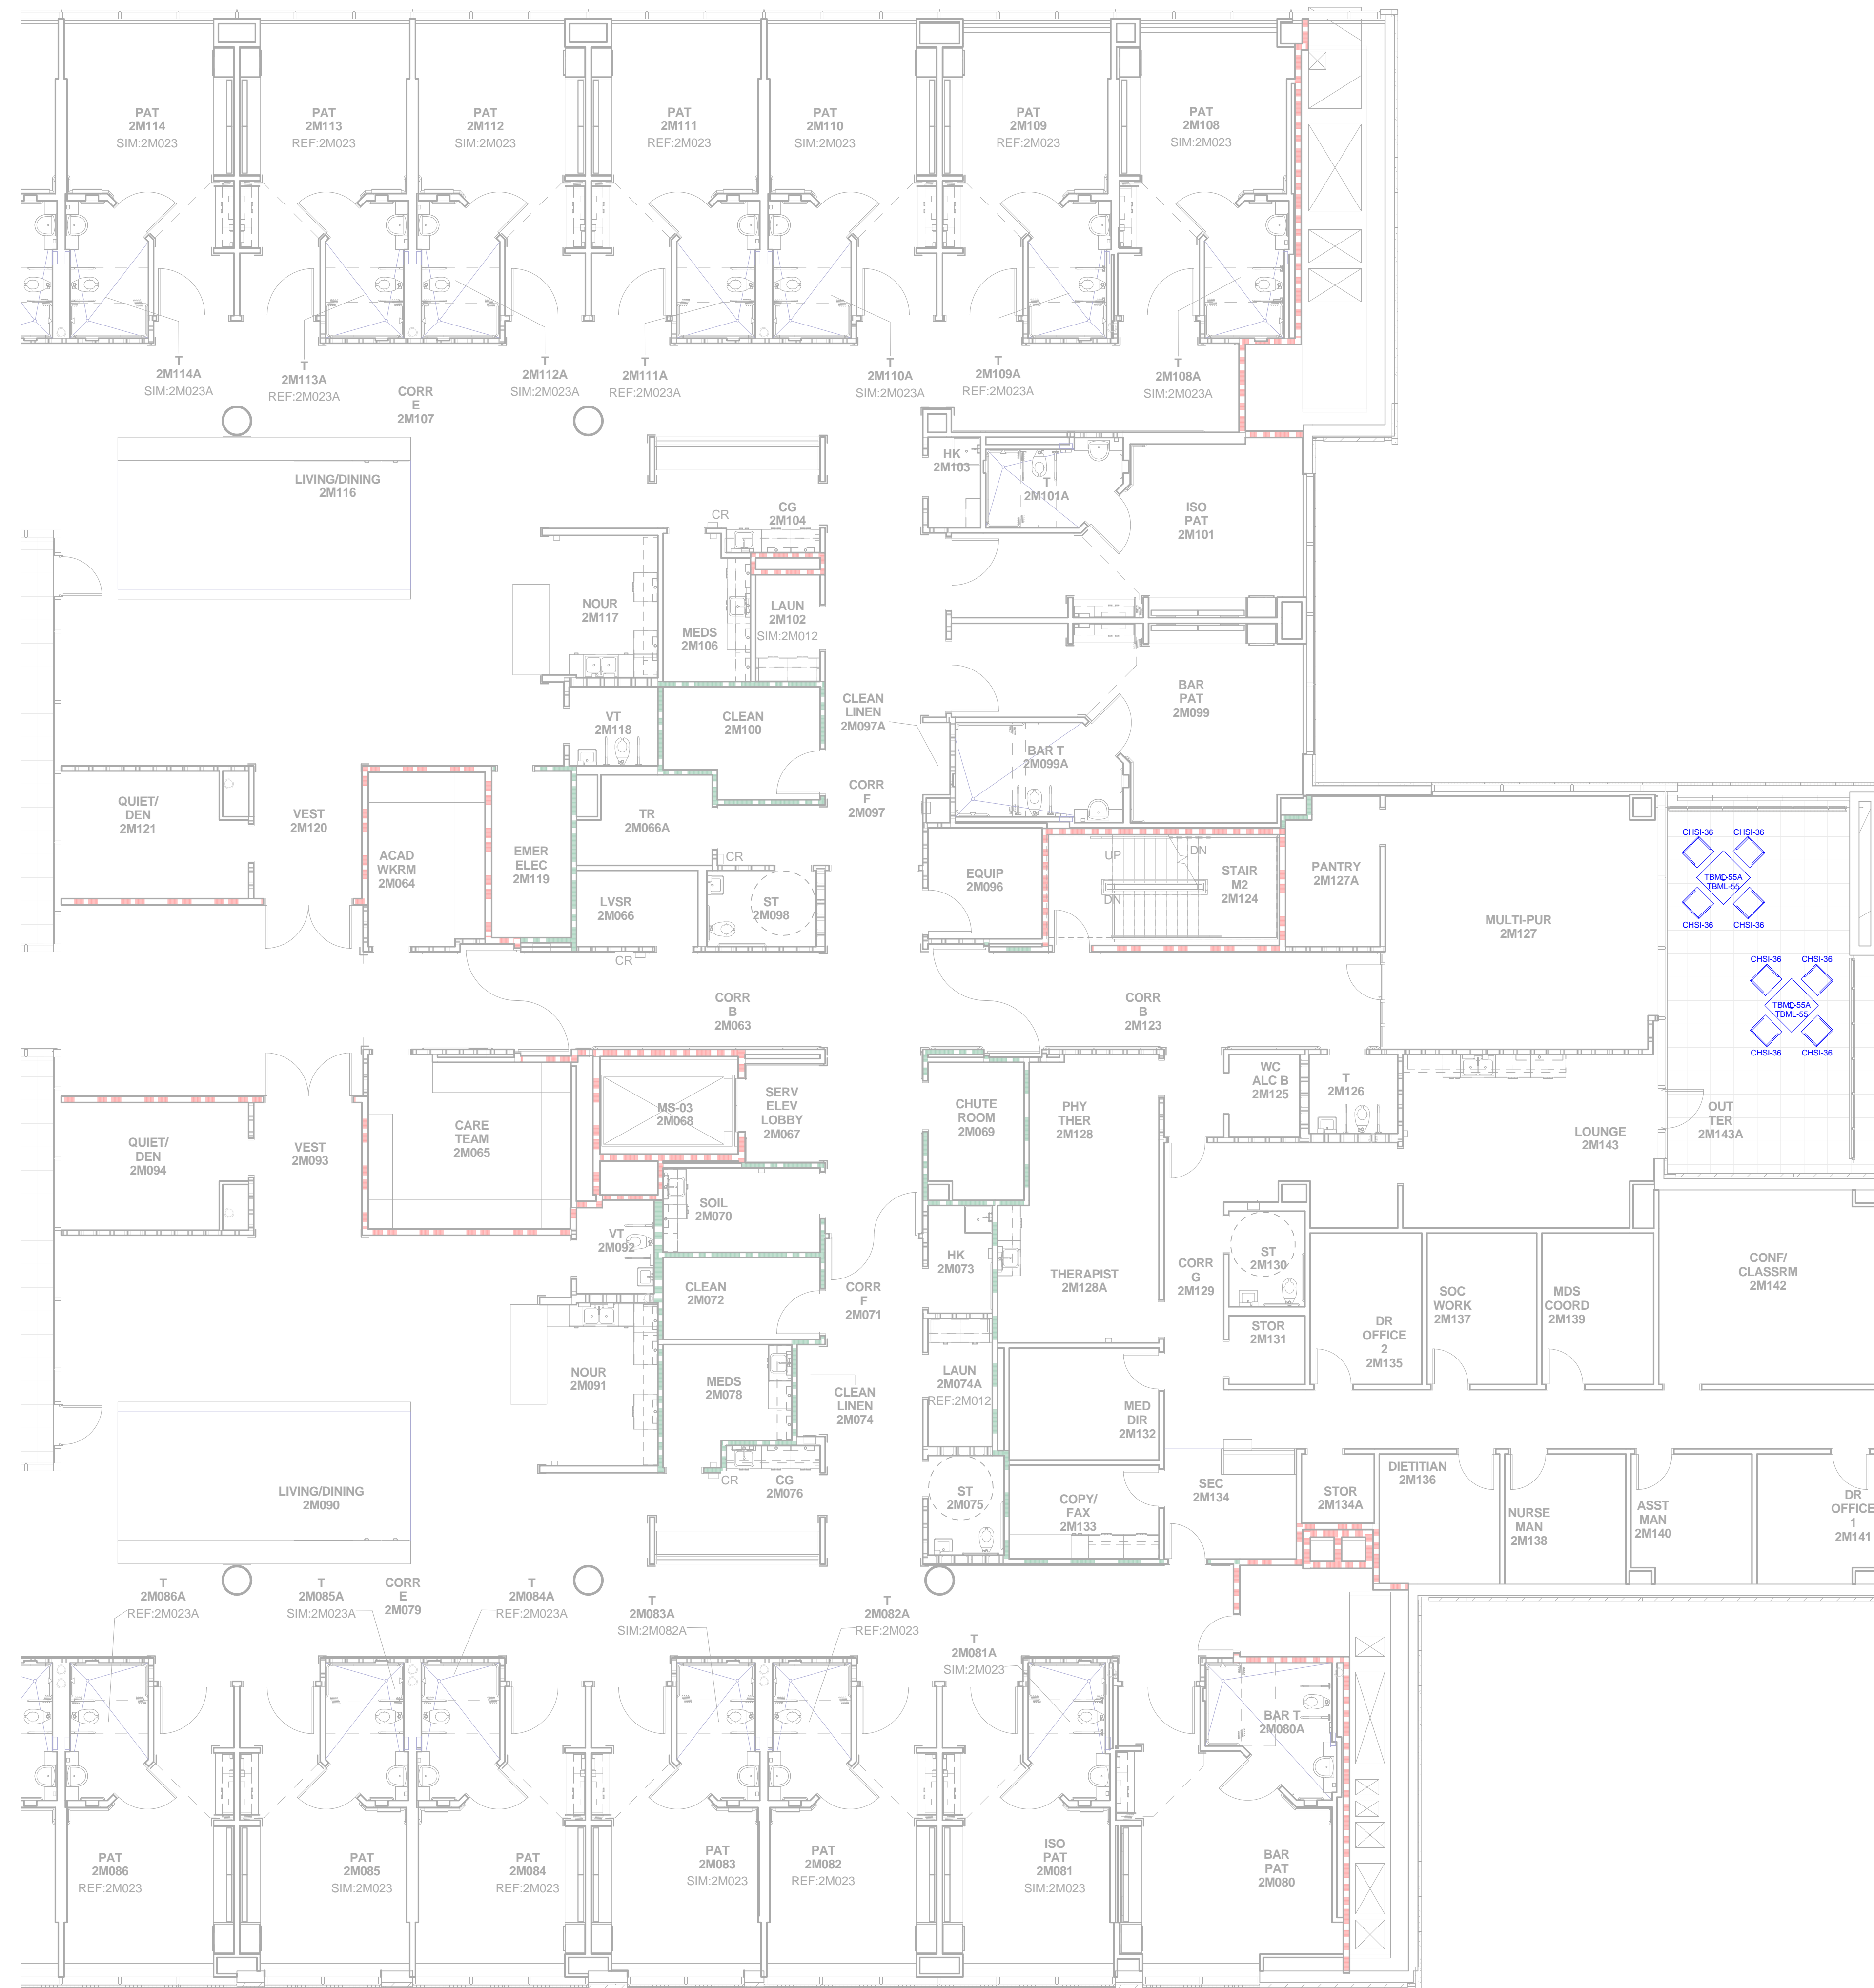 PAT
2M114
SIM:2M023
PAT
2M113
REF:2M023
PAT
2M112
SIM:2M023
PAT
2M111
REF:2M023
PAT
2M110
SIM:2M023
PAT
2M109
REF:2M023
PAT
2M108
SIM:2M023
T
2M114A
SIM:2M023A
T
2M113A
REF:2M023A
CORR
E
2M107
T
2M112A
SIM:2M023A
T
2M111A
REF:2M023A
T
2M110A
SIM:2M023A
T
2M109A
REF:2M023A
T
2M108A
SIM:2M023A
LIVING/DINING
2M116
HK
2M103
T
2M101A
CR
CG
2M104
ISO
PAT
2M101
NOUR
2M117
MEDS
2M106
LAUN
2M102
SIM:2M012
VT
2M118
CLEAN
2M100
CLEAN
LINEN
2M097A
BAR
PAT
2M099
BAR T
2M099A
QUIET/
DEN
2M121
VEST
2M120
TR
2M066A
CORR
F
2M097
ACAD
WKRM
2M064
EMER
ELEC
2M119
CR
LVSR
2M066
ST
2M098
CR
EQUIP
2M096
UP
DN
DN
STAIR
M2
2M124
PANTRY
2M127A
MULTI-PUR
2M127
CHSI-36
CHSI-36
TBML-55A
TBML-55
CHSI-36
CHSI-36
CHSI-36
CHSI-36
TBML-55A
TBML-55
CHSI-36
CHSI-36
CORR
B
2M063
CORR
B
2M123
QUIET/
DEN
2M094
VEST
2M093
CARE
TEAM
2M065
MS-03
2M068
SERV
ELEV
LOBBY
2M067
CHUTE
ROOM
2M069
PHY
THER
2M128
WC
ALC B
2M125
T
2M126
LOUNGE
2M143
OUT
TER
2M143A
SOIL
2M070
VT
2M092
CLEAN
2M072
CORR
F
2M071
HK
2M073
THERAPIST
2M128A
CORR
G
2M129
ST
2M130
STOR
2M131
DR
OFFICE
2
2M135
SOC
WORK
2M137
MDS
COORD
2M139
CONF/
CLASSRM
2M142
NOUR
2M091
MEDS
2M078
CLEAN
LINEN
2M074
LAUN
2M074A
REF:2M012
MED
DIR
2M132
LIVING/DINING
2M090
CR
CG
2M076
ST
2M075
COPY/
FAX
2M133
SEC
2M134
STOR
2M134A
DIETITIAN
2M136
NURSE
MAN
2M138
ASST
MAN
2M140
DR
OFFICE
1
2M141
T
2M086A
REF:2M023A
T
2M085A
SIM:2M023A
CORR
E
2M079
T
2M084A
REF:2M023A
T
2M083A
SIM:2M082A
T
2M082A
REF:2M023
T
2M081A
SIM:2M023
BAR T
2M080A
PAT
2M086
REF:2M023
PAT
2M085
SIM:2M023
PAT
2M084
REF:2M023
PAT
2M083
SIM:2M023
PAT
2M082
REF:2M023
ISO
PAT
2M081
SIM:2M023
BAR
PAT
2M080